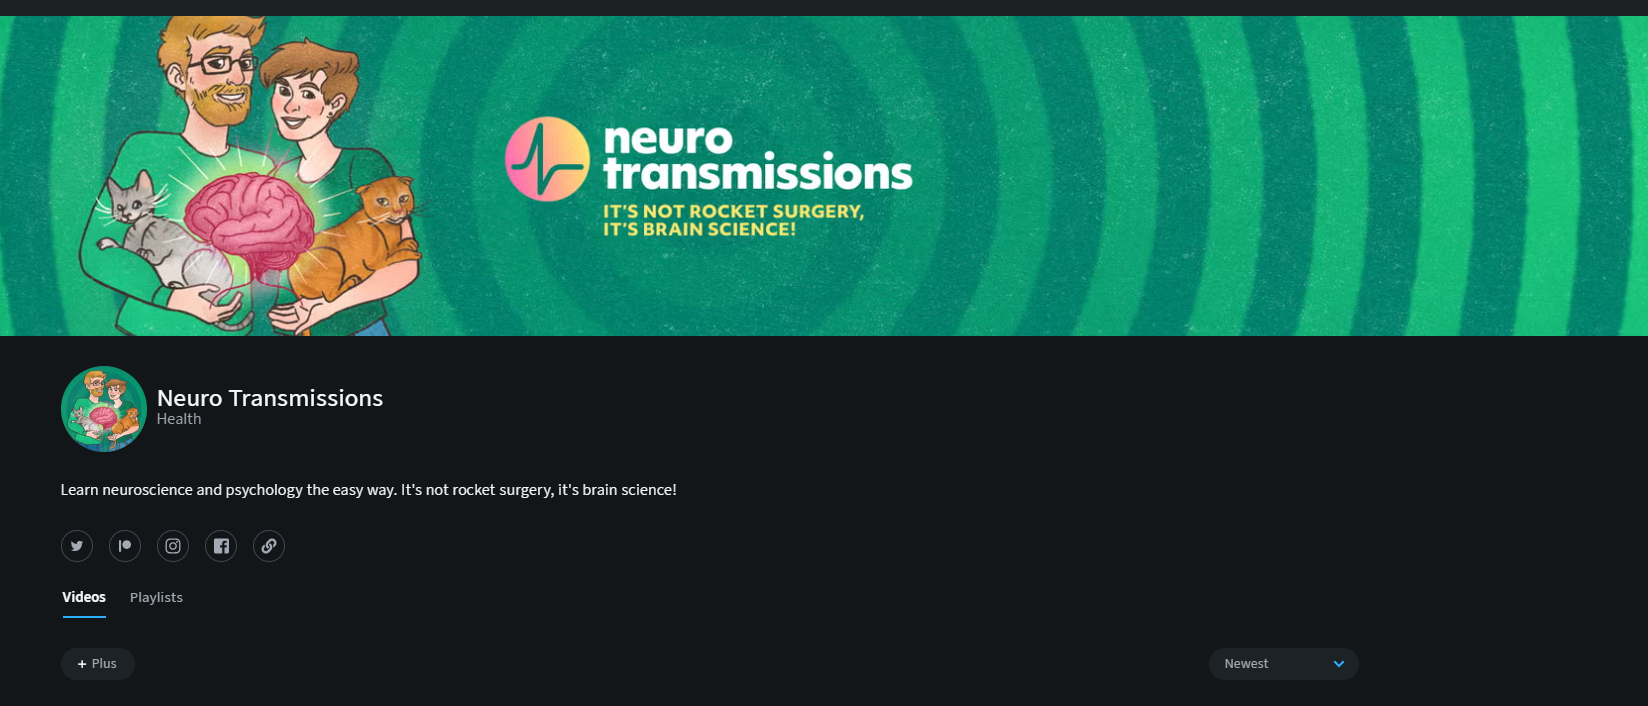 neuro
transmissions
IT'S NOT ROCKET SURGERY,
IT'S BRAIN SCIENCE!
Neuro Transmissions
Health
Learn neuroscience and psychology the easy way. It's not rocket surgery, it's brain science!
Videos Playlists
+ Plus Newest